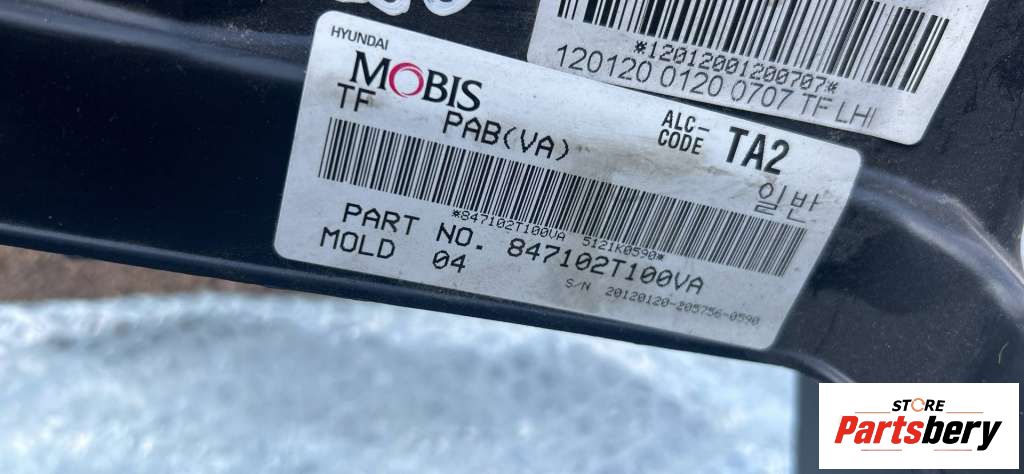 *12012001200707*
120120 0120 0707 TF LH
HYUNDAI
MOBIS
TF
PAB(VA)
ALC-
CODE
TA2
일반
*847102T100VA 5121K0590*
PART NO. 847102T100VA
MOLD 04
S/N 20120120-205756-0590
STORE
Partsbery